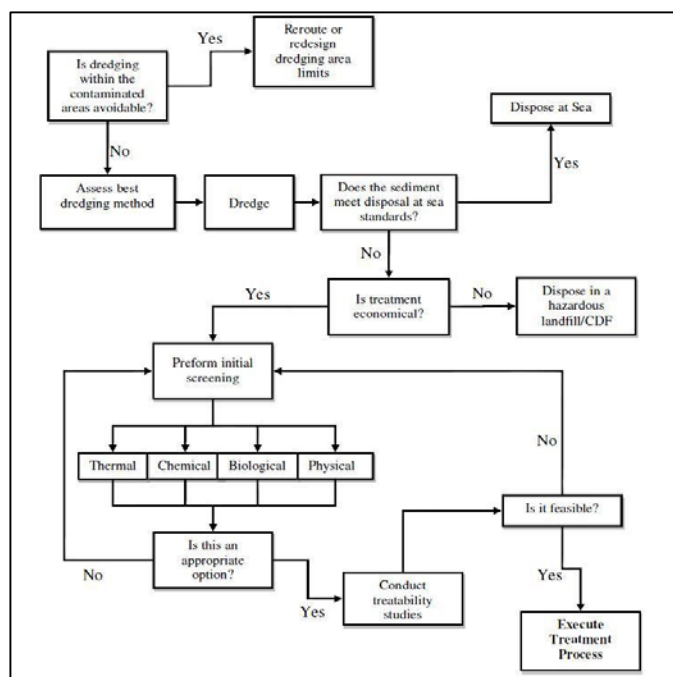 Is dredging
within the
contaminated
areas avoidable?
Yes
Reroute or
redesign
dredging area
limits
No
Dispose at Sea
Yes
Assess best
dredging method
Dredge
Does the sediment
meet disposal at sea
standards?
No
Is treatment
economical?
Yes
No
Dispose in a
hazardous
landfill/CDF
Preform initial
screening
No
Thermal
Chemical
Biological
Physical
Is this an
appropriate
option?
No
Yes
Conduct
treatability
studies
Is it feasible?
Yes
Execute
Treatment
Process